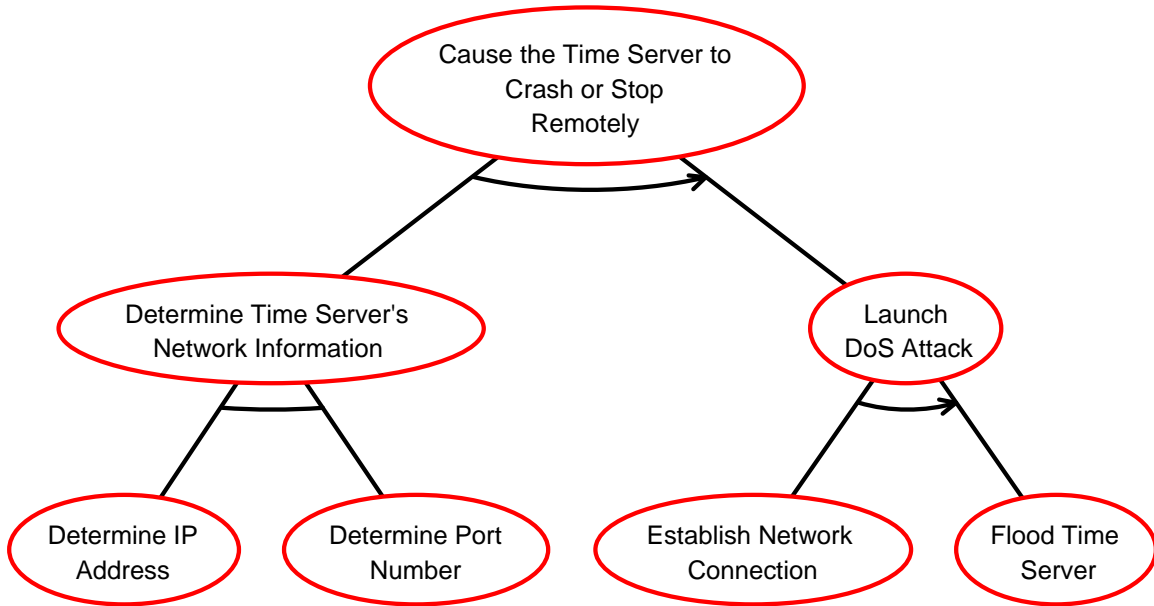 Cause the Time Server to
Crash or Stop
Remotely
Determine Time Server's
Network Information
Launch
DoS Attack
Determine IP
Address
Determine Port
Number
Establish Network
Connection
Flood Time
Server